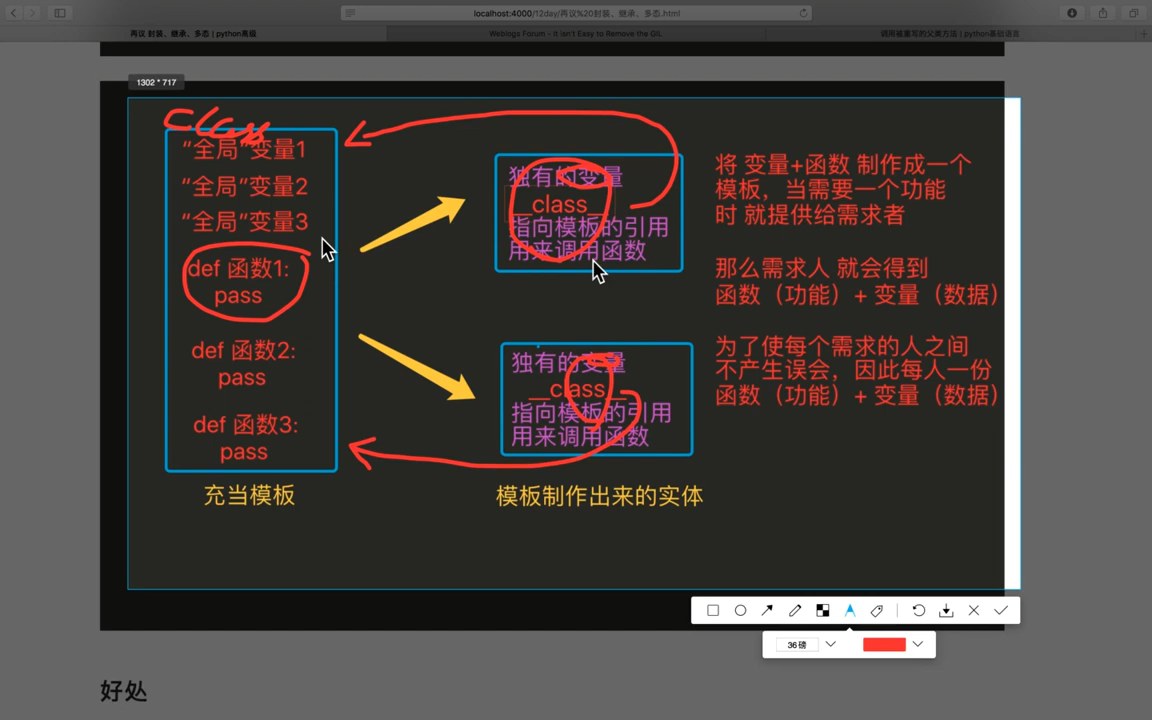 localhost:4000/12day/再议%20封装、继承、多态.html
再议 封装、继承、多态 | python高级
Weblogs Forum - It isn't Easy to Remove the GIL
调用被重写的父类方法 | python基础语言
1302 * 717
class
“全局”变量1
“全局”变量2
“全局”变量3
def 函数1:
pass
def 函数2:
pass
def 函数3:
pass
充当模板
独有的变量
__class__
指向模板的引用
用来调用函数
独有的变量
__class__
指向模板的引用
用来调用函数
模板制作出来的实体
将 变量+函数 制作成一个
模板，当需要一个功能
时 就提供给需求者
那么需求人 就会得到
函数（功能）+ 变量（数据）
为了使每个需求的人之间
不产生误会，因此每人一份
函数（功能）+ 变量（数据）
36磅
好处